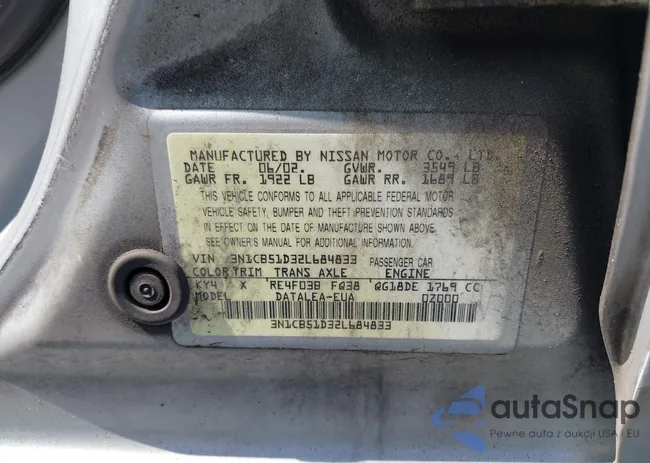 MANUFACTURED BY NISSAN MOTOR CO., LTD.
DATE 06/02. GVWR. 3549 LB
GAWR FR. 1922 LB GAWR RR. 1689 LB
THIS VEHICLE CONFORMS TO ALL APPLICABLE FEDERAL MOTOR
VEHICLE SAFETY, BUMPER AND THEFT PREVENTION STANDARDS
IN EFFECT ON THE DATE OF MANUFACTURE SHOWN ABOVE.
SEE OWNER'S MANUAL FOR ADDITIONAL INFORMATION.
VIN 3N1CB51D32L684833 PASSENGER CAR
COLOR TRIM TRANS AXLE ENGINE
KY4 X RE4F03B FQ38 QG18DE 1769 CC
MODEL DATALEA-EUA 0Z000
3N1CB51D32L684833
autaSnap
Pewne auta z aukcji USA i EU